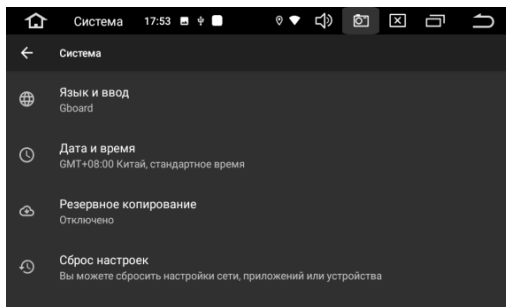 Система 17:53
Система
Язык и ввод
Gboard
Дата и время
GMT+08:00 Китай, стандартное время
Резервное копирование
Отключено
Сброс настроек
Вы можете сбросить настройки сети, приложений или устройства